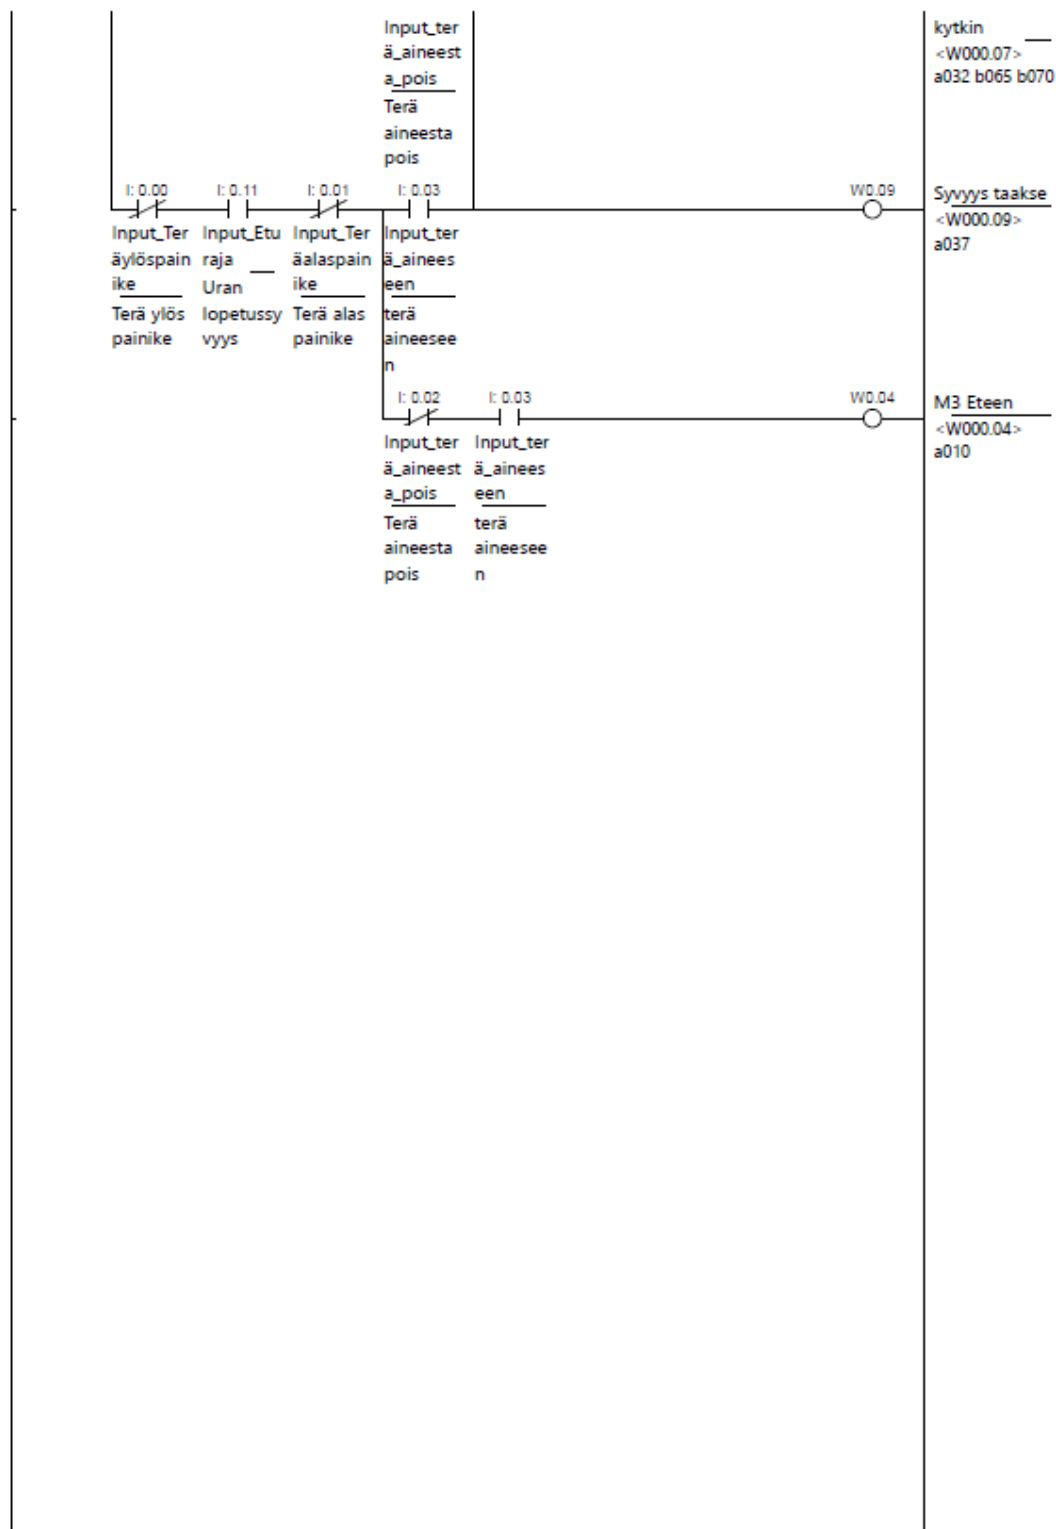 Input_ter
ä_aineest
a_pois
Terä
aineesta
pois
kytkin
<W000.07>
a032 b065 b070
I: 0.00
I: 0.11
I: 0.01
I: 0.03
W0.09
Input_Ter
äylöspain
ike
Terä ylös
painike
Input_Etu
raja
Uran
lopetussy
vyys
Input_Ter
äalaspain
ike
Terä alas
painike
Input_ter
ä_ainees
een
terä
aineesee
n
Syvyys taakse
<W000.09>
a037
I: 0.02
I: 0.03
W0.04
Input_ter
ä_aineest
a_pois
Terä
aineesta
pois
Input_ter
ä_ainees
een
terä
aineesee
n
M3 Eteen
<W000.04>
a010